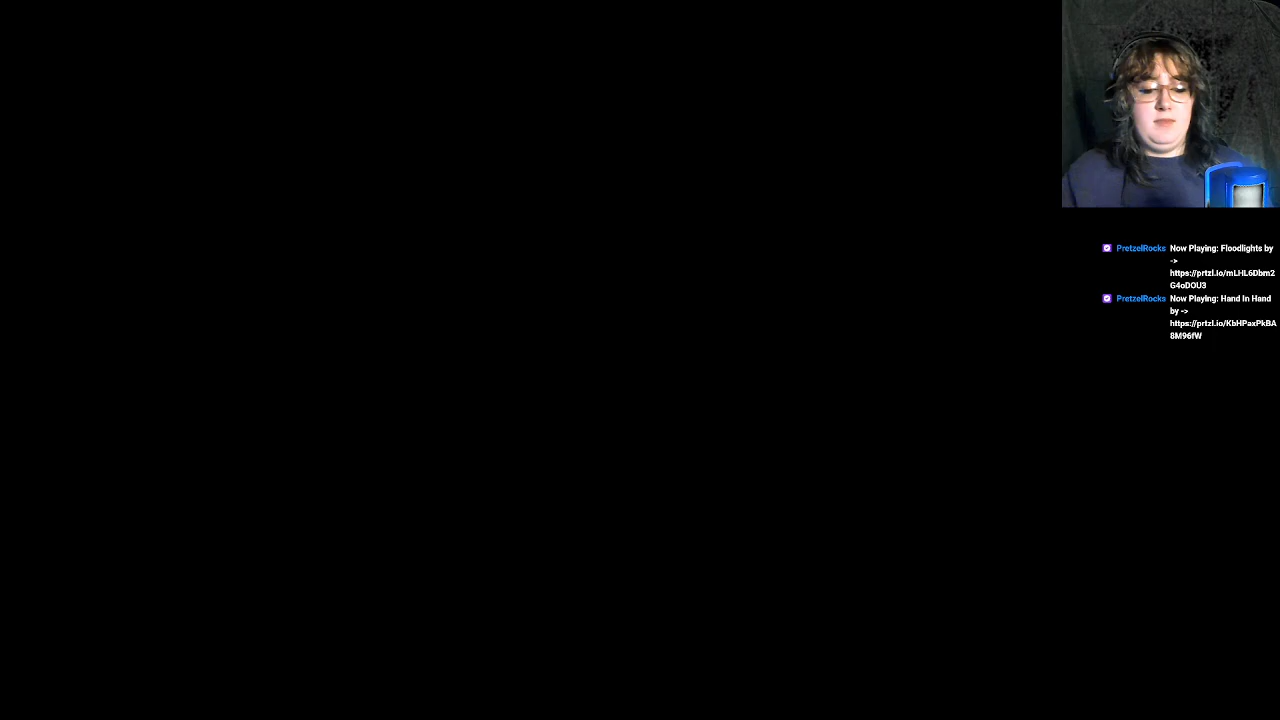 PretzelRocks Now Playing: Floodlights by
->
https://prtzl.io/mLHL6Dbm2
G4oDOU3
PretzelRocks Now Playing: Hand In Hand
by ->
https://prtzl.io/KbHPaxPkBA
8M96fW